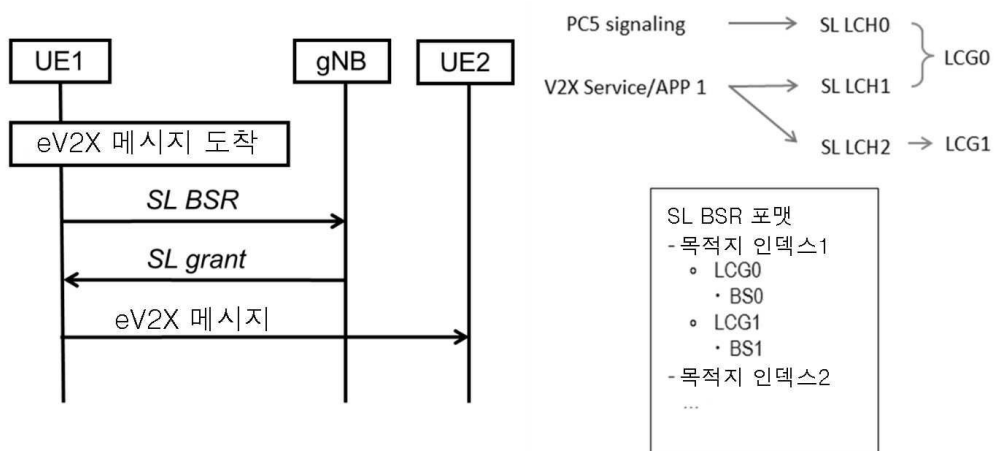 UE1
gNB
UE2
eV2X 메시지 도착
SL BSR
SL grant
eV2X 메시지
PC5 signaling
SL LCH0
LCG0
V2X Service/APP 1
SL LCH1
SL LCH2
LCG1
SL BSR 포맷
- 목적지 인덱스1
∘ LCG0
· BS0
∘ LCG1
· BS1
- 목적지 인덱스2
...